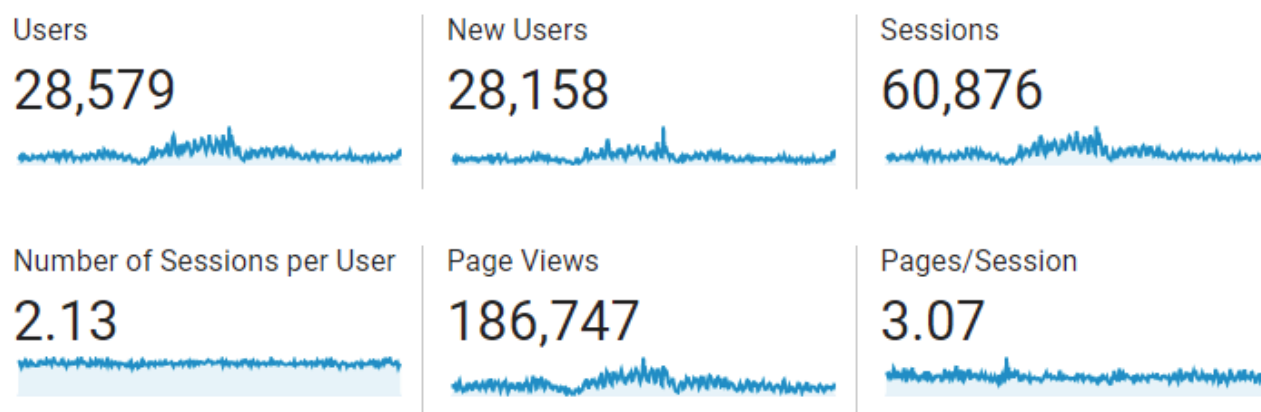 Users
28,579
New Users
28,158
Sessions
60,876
Number of Sessions per User
2.13
Page Views
186,747
Pages/Session
3.07